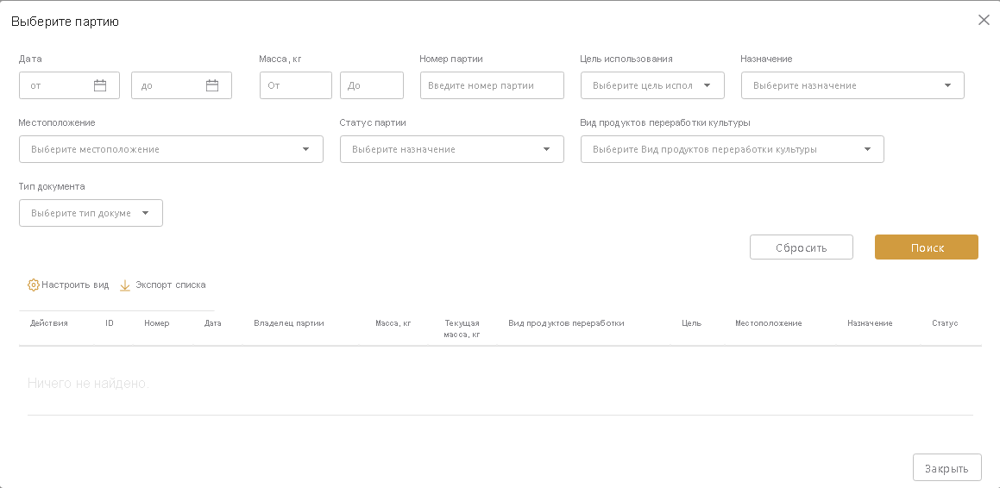 Выберите партию
Дата
Масса, кг
Номер партии
Цель использования
Назначение
от
до
От
До
Введите номер партии
Выберите цель испол
Выберите назначение
Местоположение
Статус партии
Вид продуктов переработки культуры
Выберите местоположение
Выберите назначение
Выберите Вид продуктов переработки культуры
Тип документа
Выберите тип докуме
Сбросить
Поиск
Настроить вид
Экспорт списка
Действия
ID
Номер
Дата
Владелец партии
Масса, кг
Текущая
масса, кг
Вид продуктов переработки
Цель
Местоположение
Назначение
Статус
Ничего не найдено.
Закрыть